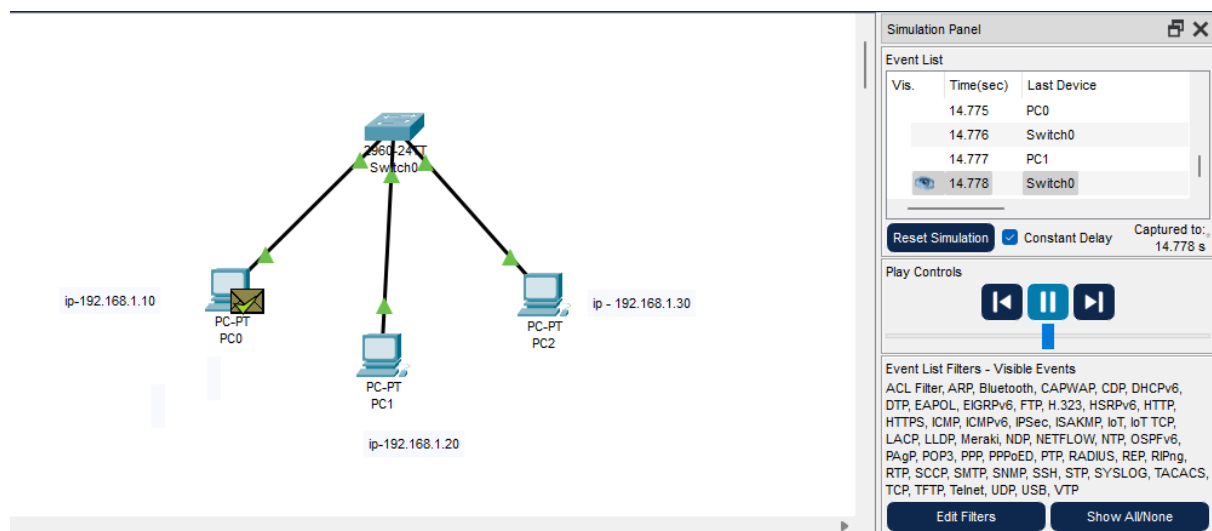 2960-24TT
Switch0
ip-192.168.1.10
PC-PT
PC0
PC-PT
PC1
ip-192.168.1.20
PC-PT
PC2
ip - 192.168.1.30
Simulation Panel
Event List
Vis. Time(sec) Last Device
14.775 PC0
14.776 Switch0
14.777 PC1
14.778 Switch0
Reset Simulation Constant Delay Captured to:
14.778 s
Play Controls
Event List Filters - Visible Events
ACL Filter, ARP, Bluetooth, CAPWAP, CDP, DHCPv6,
DTP, EAPOL, EIGRPv6, FTP, H.323, HSRPv6, HTTP,
HTTPS, ICMP, ICMPv6, IPSec, ISAKMP, IoT, IoT TCP,
LACP, LLDP, Meraki, NDP, NETFLOW, NTP, OSPFv6,
PAgP, POP3, PPP, PPPoED, PTP, RADIUS, REP, RIPng,
RTP, SCCP, SMTP, SNMP, SSH, STP, SYSLOG, TACACS,
TCP, TFTP, Telnet, UDP, USB, VTP
Edit Filters Show All/None